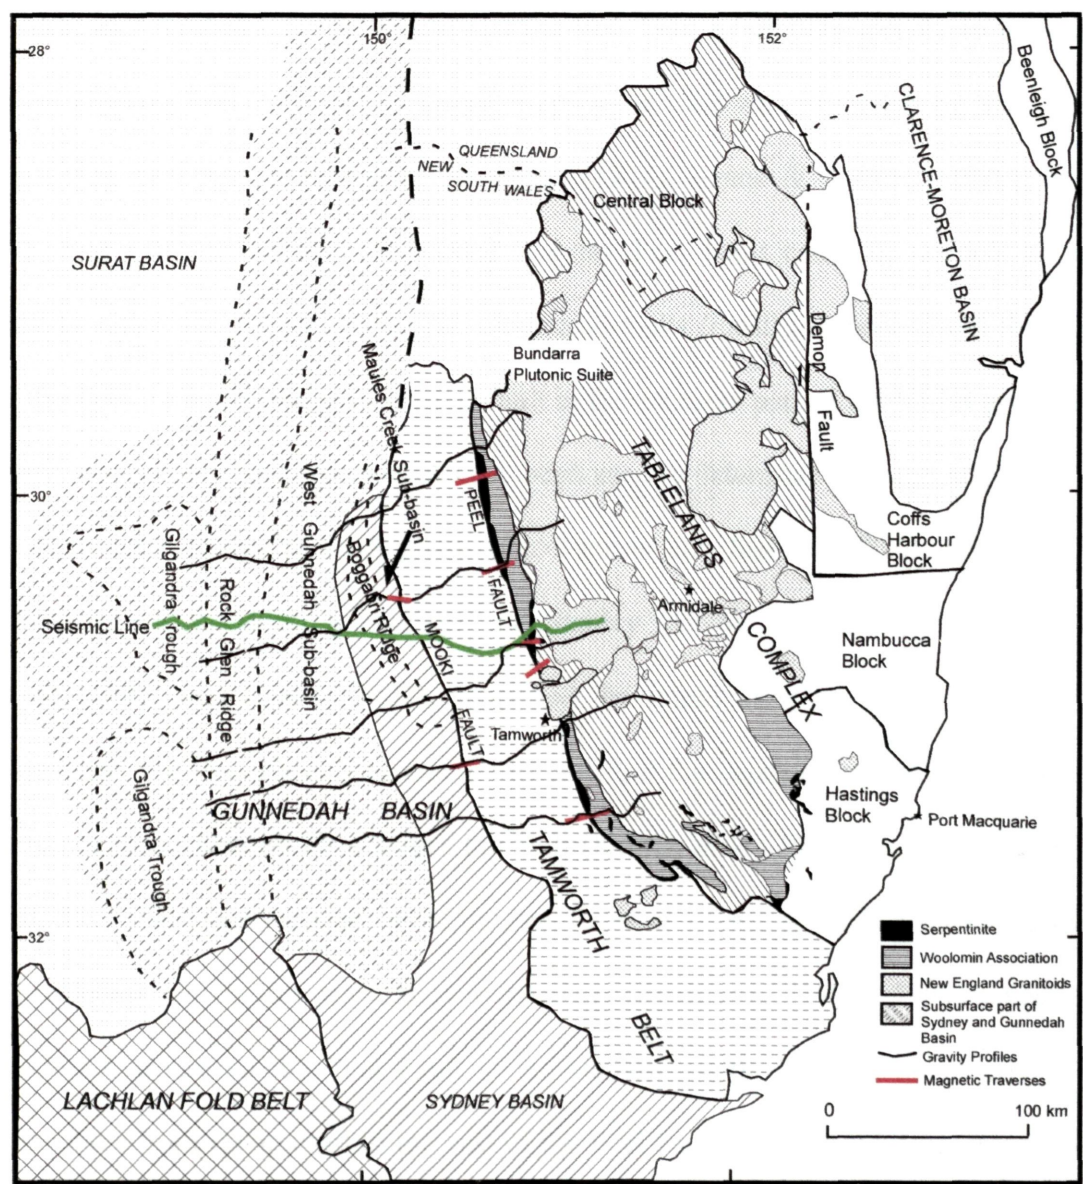 150°
152°
28°
Beenleigh Block
CLARENCE-MORETON BASIN
QUEENSLAND
NEW
SOUTH WALES
Central Block
SURAT BASIN
Demon
Fault
Bundarra
Plutonic Suite
Maules Creek Sub-basin
TABLELANDS
COMPLEX
30°
West Gunnedah Sub-basin
PEEL
FAULT
Coffs
Harbour
Block
Gilgandra Trough
Rock Glen Ridge
Boggabri Ridge
Armidale
Seismic Line
MOOKI
FAULT
Nambucca
Block
Tamworth
Gilgandra Trough
GUNNEDAH BASIN
Hastings
Block
Port Macquarie
TAMWORTH
BELT
32°
Serpentinite
Woolomin Association
New England Granitoids
Subsurface part of
Sydney and Gunnedah
Basin
Gravity Profiles
Magnetic Traverses
LACHLAN FOLD BELT
SYDNEY BASIN
0
100 km